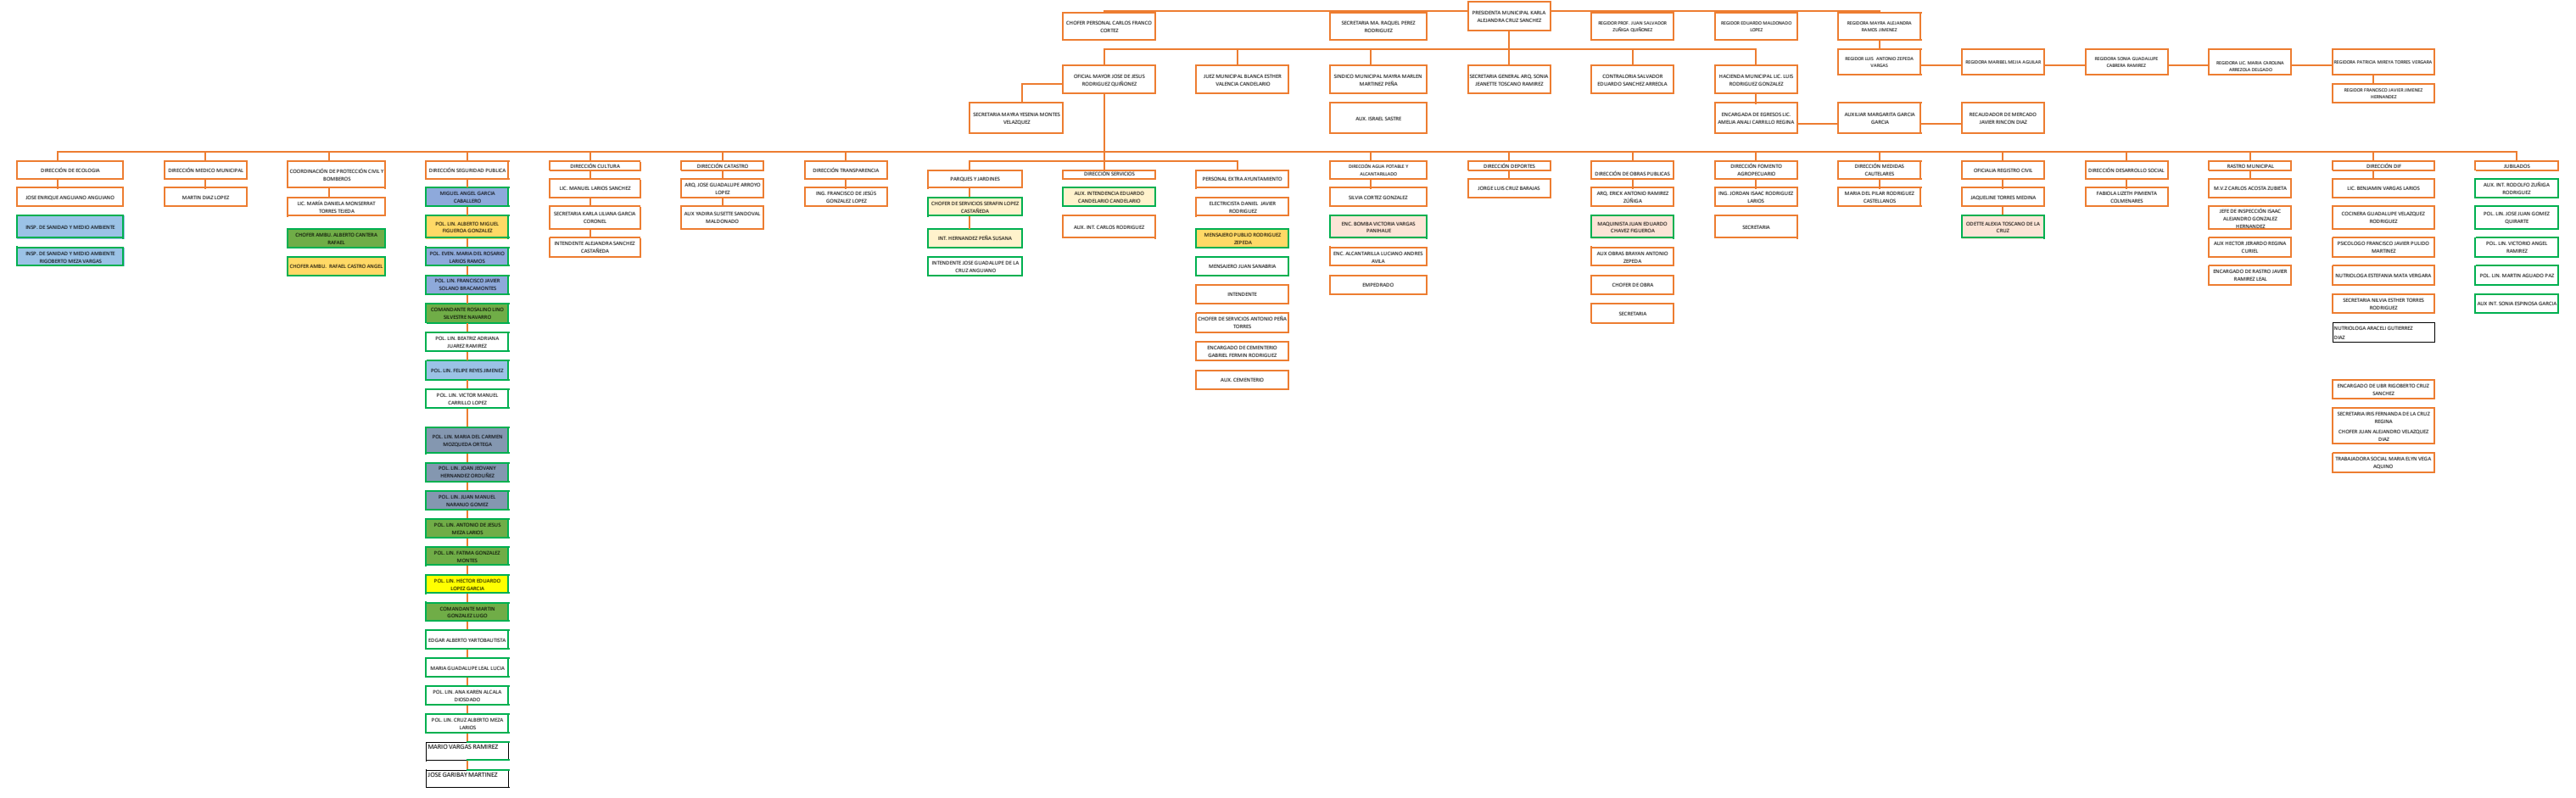 PRESIDENTA MUNICIPAL KARLA
ALEJANDRA CRUZ SANCHEZ
CHOFER PERSONAL CARLOS FRANCO
CORTEZ
SECRETARIA MA. RAQUEL PEREZ
RODRIGUEZ
REGIDOR PROF. JUAN SALVADOR
ZUÑIGA QUIÑONEZ
REGIDOR EDUARDO MALDONADO
LOPEZ
REGIDORA MAYRA ALEJANDRA
RAMOS JIMENEZ
REGIDOR LUIS. ANTONIO ZEPEDA
VARGAS
REGIDORA MARIBEL MEJIA AGUILAR
REGIDORA SONIA GUADALUPE
CABRERA RAMIREZ
REGIDORA LIC. MARIA CAROLINA
ARREZOLA DELGADO
REGIDORA PATRICIA MIREYA TORRES VERGARA
REGIDOR FRANCISCO JAVIER JIMENEZ
HERNANDEZ
OFICIAL MAYOR JOSE DE JESUS
RODRIGUEZ QUIÑONEZ
JUEZ MUNICIPAL BLANCA ESTHER
VALENCIA CANDELARIO
SINDICO MUNICIPAL MAYRA MARLEN
MARTINEZ PEÑA
SECRETARIA GENERAL ARQ. SONIA
JEANETTE TOSCANO RAMIREZ
CONTRALORIA SALVADOR
EDUARDO SANCHEZ ARREOLA
HACIENDA MUNICIPAL LIC. LUIS
RODRIGUEZ GONZALEZ
SECRETARIA MAYRA YESENIA MONTES
VELAZQUEZ
AUX. ISRAEL SASTRE
ENCARGADA DE EGRESOS LIC.
AMELIA ANALI CARRILLO REGINA
AUXILIAR MARGARITA GARCIA
GARCIA
RECAUDADOR DE MERCADO
JAVIER RINCON DIAZ
DIRECCIÓN DE ECOLOGIA
JOSE ENRIQUE ANGUIANO ANGUIANO
INSP. DE SANIDAD Y MEDIO AMBIENTE
INSP. DE SANIDAD Y MEDIO AMBIENTE
RIGOBERTO MEZA VARGAS
DIRECCIÓN MEDICO MUNICIPAL
MARTIN DIAZ LOPEZ
COORDINACIÓN DE PROTECCIÓN CIVIL Y
BOMBEROS
LIC. MARÍA DANIELA MONSERRAT
TORRES TEJEDA
CHOFER AMBU. ALBERTO CANTERA
RAFAEL
CHOFER AMBU. RAFAEL CASTRO ANGEL
DIRECCIÓN SEGURIDAD PUBLICA
MIGUEL ANGEL GARCIA
CABALLERO
POL. LIN. ALBERTO MIGUEL
FIGUEROA GONZALEZ
POL. EVEN. MARIA DEL ROSARIO
LARIOS RAMOS
POL. LIN. FRANCISCO JAVIER
SOLANO BRACAMONTES
COMANDANTE ROSALINO LINO
SILVESTRE NAVARRO
POL. LIN. BEATRIZ ADRIANA
JUAREZ RAMIREZ
POL. LIN. FELIPE REYES JIMENEZ
POL. LIN. VICTOR MANUEL
CARRILLO LOPEZ
POL. LIN. MARIA DEL CARMEN
MOZQUEDA ORTEGA
POL. LIN. JOAN JEOVANY
HERNANDEZ ORDUÑEZ
POL. LIN. JUAN MANUEL
NARANJO GOMEZ
POL. LIN. ANTONIO DE JESUS
MEZA LARIOS
POL. LIN. FATIMA GONZALEZ
MONTES
POL. LIN. HECTOR EDUARDO
LOPEZ GARCIA
COMANDANTE MARTIN
GONZALEZ LUGO
EDGAR ALBERTO YARTOBAUTISTA
MARIA GUADALUPE LEAL LUCIA
POL. LIN. ANA KAREN ALCALA
DIOSDADO
POL. LIN. CRUZ ALBERTO MEZA
LARIOS
MARIO VARGAS RAMIREZ
JOSE GARIBAY MARTINEZ
DIRECCIÓN CULTURA
LIC. MANUEL LARIOS SANCHEZ
SECRETARIA KARLA LILIANA GARCIA
CORONEL
INTENDENTE ALEJANDRA SANCHEZ
CASTAÑEDA
DIRECCIÓN CATASTRO
ARQ. JOSE GUADALUPE ARROYO
LOPEZ
AUX YADIRA SUSETTE SANDOVAL
MALDONADO
DIRECCIÓN TRANSPARENCIA
ING. FRANCISCO DE JESÚS
GONZALEZ LOPEZ
PARQUES Y JARDINES
CHOFER DE SERVICIOS SERAFIN LOPEZ
CASTAÑEDA
INT. HERNANDEZ PEÑA SUSANA
INTENDENTE JOSE GUADALUPE DE LA
CRUZ ANGUIANO
DIRECCIÓN SERVICIOS
AUX. INTENDENCIA EDUARDO
CANDELARIO CANDELARIO
AUX. INT. CARLOS RODRIGUEZ
PERSONAL EXTRA AYUNTAMIENTO
ELECTRICISTA DANIEL JAVIER
RODRIGUEZ
MENSAJERO PUBLIO RODRIGUEZ
ZEPEDA
MENSAJERO JUAN SANABRIA
INTENDENTE
CHOFER DE SERVICIOS ANTONIO PEÑA
TORRES
ENCARGADO DE CEMENTERIO
GABRIEL FERMIN RODRIGUEZ
AUX. CEMENTERIO
DIRECCIÓN AGUA POTABLE Y
ALCANTARILLADO
SILVIA CORTEZ GONZALEZ
ENC. BOMBA VICTORIA VARGAS
PANIHALIE
ENC. ALCANTARILLA LUCIANO ANDRES
AVILA
EMPEDRADO
DIRECCIÓN DEPORTES
JORGE LUIS CRUZ BARAJAS
DIRECCIÓN DE OBRAS PUBLICAS
ARQ. ERICK ANTONIO RAMIREZ
ZÚÑIGA
MAQUINISTA JUAN EDUARDO
CHAVEZ FIGUEROA
AUX OBRAS BRAYAN ANTONIO
ZEPEDA
CHOFER DE OBRA
SECRETARIA
DIRECCIÓN FOMENTO
AGROPECUARIO
ING. JORDAN ISAAC RODRIGUEZ
LARIOS
SECRETARIA
DIRECCIÓN MEDIDAS
CAUTELARES
MARIA DEL PILAR RODRIGUEZ
CASTELLANOS
OFICIALIA REGISTRO CIVIL
JAQUELINE TORRES MEDINA
ODETTE ALEXIA TOSCANO DE LA
CRUZ
DIRECCIÓN DESARROLLO SOCIAL
FABIOLA LIZETH PIMIENTA
COLMENARES
RASTRO MUNICIPAL
M.V.Z CARLOS ACOSTA ZUBIETA
JEFE DE INSPECCIÓN ISAAC
ALEJANDRO GONZALEZ
HERNANDEZ
AUX HECTOR JERARDO REGINA
CURIEL
ENCARGADO DE RASTRO JAVIER
RAMIREZ LEAL
DIRECCIÓN DIF
LIC. BENJAMIN VARGAS LARIOS
COCINERA GUADALUPE VELAZQUEZ
RODRIGUEZ
PSICOLOGO FRANCISCO JAVIER PULIDO
MARTINEZ
NUTRIOLOGA ESTEFANIA MATA VERGARA
SECRETARIA NILVIA ESTHER TORRES
RODRIGUEZ
NUTRIOLOGA ARACELI GUTIERREZ
DIAZ
ENCARGADO DE UBR RIGOBERTO CRUZ
SANCHEZ
SECRETARIA IRIS FERNANDA DE LA CRUZ
REGINA
CHOFER JUAN ALEJANDRO VELAZQUEZ
DIAZ
TRABAJADORA SOCIAL MARIA ELYN VEGA
AQUINO
JUBILADOS
AUX. INT. RODOLFO ZUÑIGA
RODRIGUEZ
POL. LIN. JOSE JUAN GOMEZ
QUIRARTE
POL. LIN. VICTORIO ANGEL
RAMIREZ
POL. LIN. MARTIN AGUADO PAZ
AUX INT. SONIA ESPINOSA GARCIA